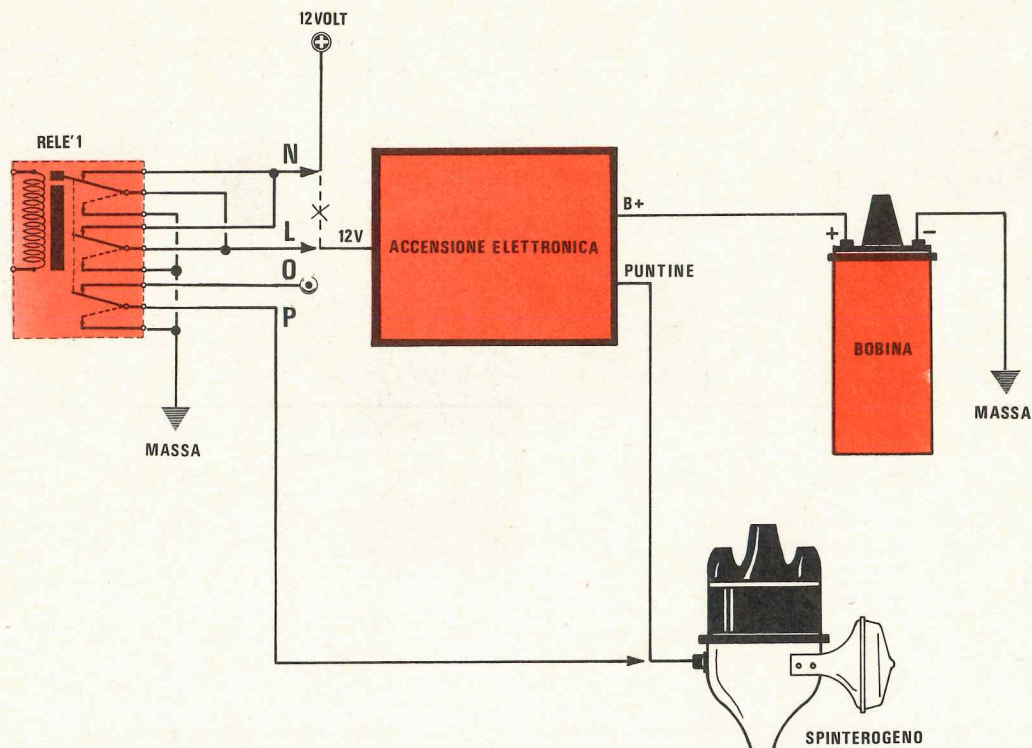 12VOLT
RELE'1
N
B+
L
12V
ACCENSIONE ELETTRONICA
+
−
O
PUNTINE
P
BOBINA
MASSA
MASSA
SPINTEROGENO